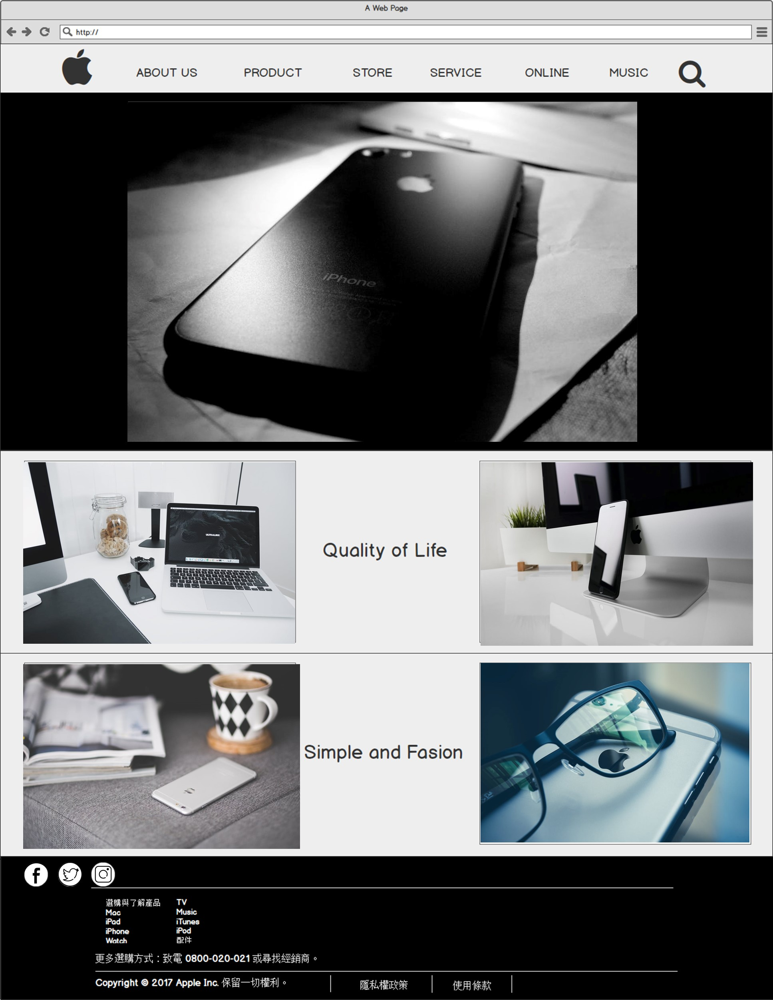 A Web Page
http://
ABOUT US PRODUCT STORE SERVICE ONLINE MUSIC
iPhone
ULTRALINX
Quality of Life
Simple and Fasion
選購與了解產品 TV
Mac Music
iPad iTunes
iPhone iPod
Watch 配件
更多選購方式：致電 0800-020-021 或尋找經銷商。
Copyright © 2017 Apple Inc. 保留一切權利。 隱私權政策 使用條款